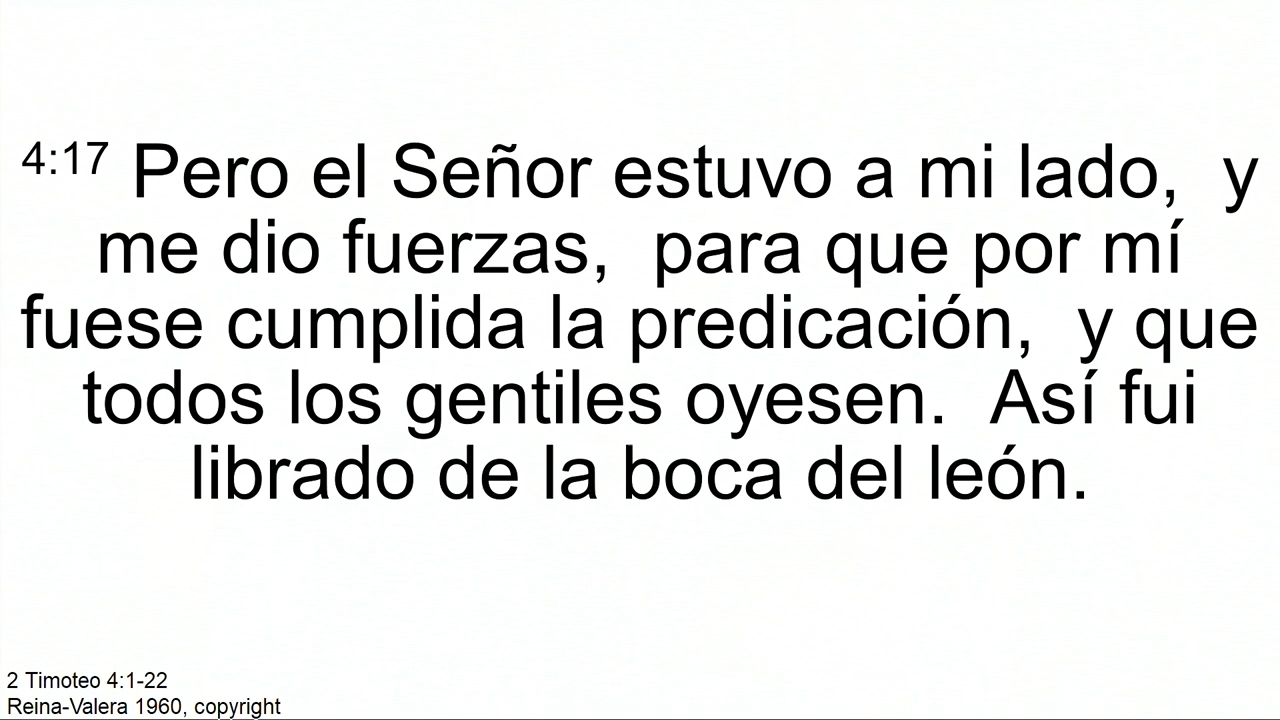 4:17 Pero el Señor estuvo a mi lado,  y
me dio fuerzas,  para que por mí
fuese cumplida la predicación,  y que
todos los gentiles oyesen.  Así fui
librado de la boca del león.
2 Timoteo 4:1-22
Reina-Valera 1960, copyright